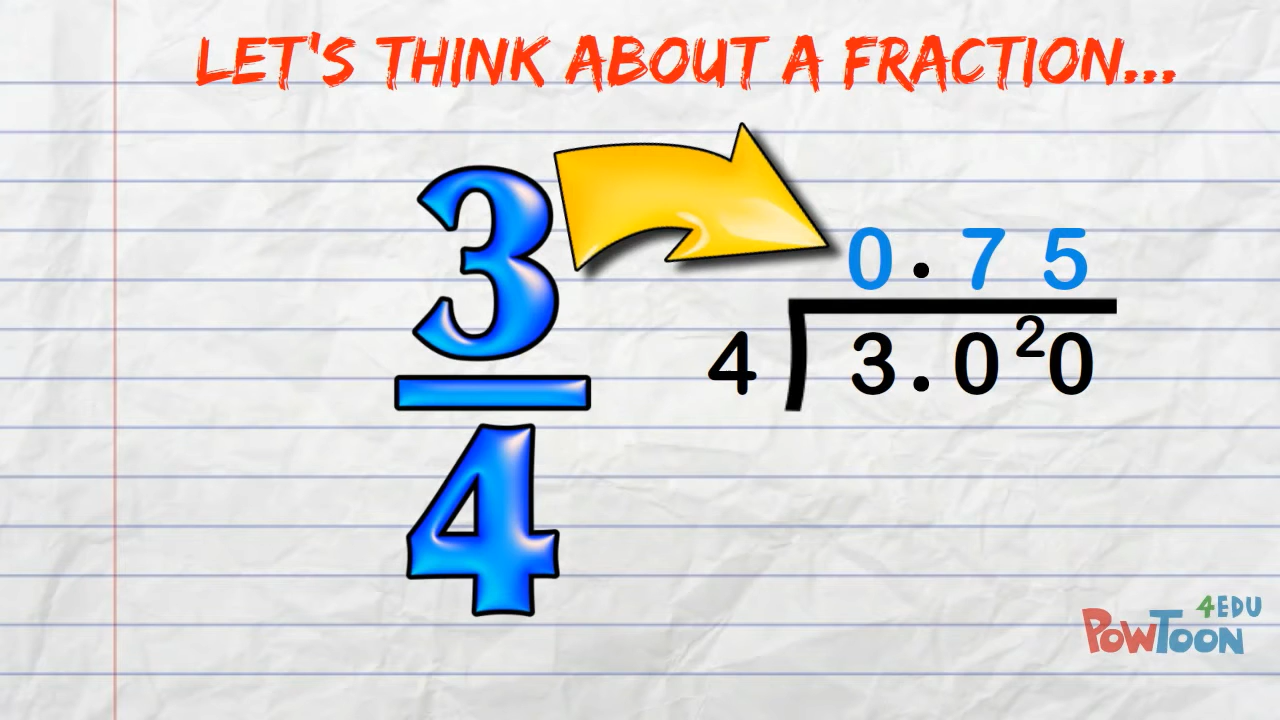 LET'S THINK ABOUT A FRACTION...
3
4
0.75
4 3.0²0
4EDU
POWTOON